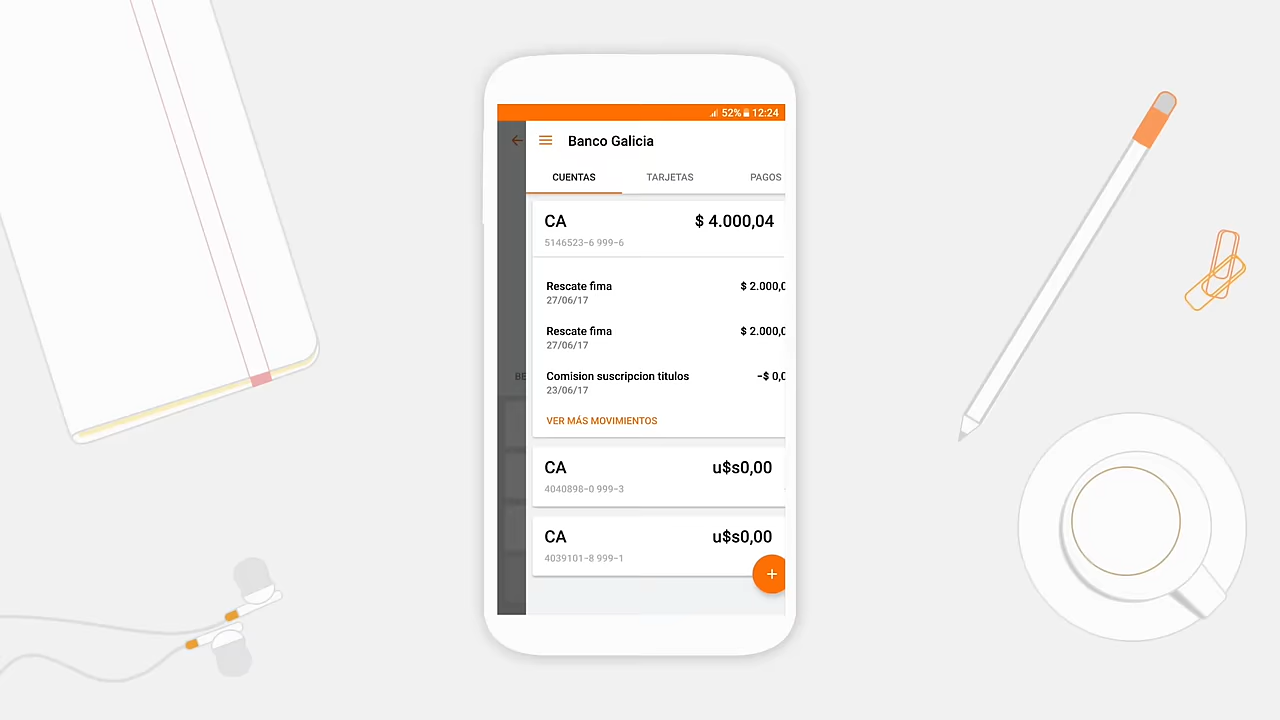 52% 12:24
Banco Galicia
CUENTAS TARJETAS PAGOS
CA $ 4.000,04
5146523-6 999-6
Rescate fima $ 2.000,0
27/06/17
Rescate fima $ 2.000,0
27/06/17
Comision suscripcion titulos -$ 0,0
23/06/17
BE
VER MÁS MOVIMIENTOS
CA u$s0,00
4040898-0 999-3
CA u$s0,00
4039101-8 999-1
+